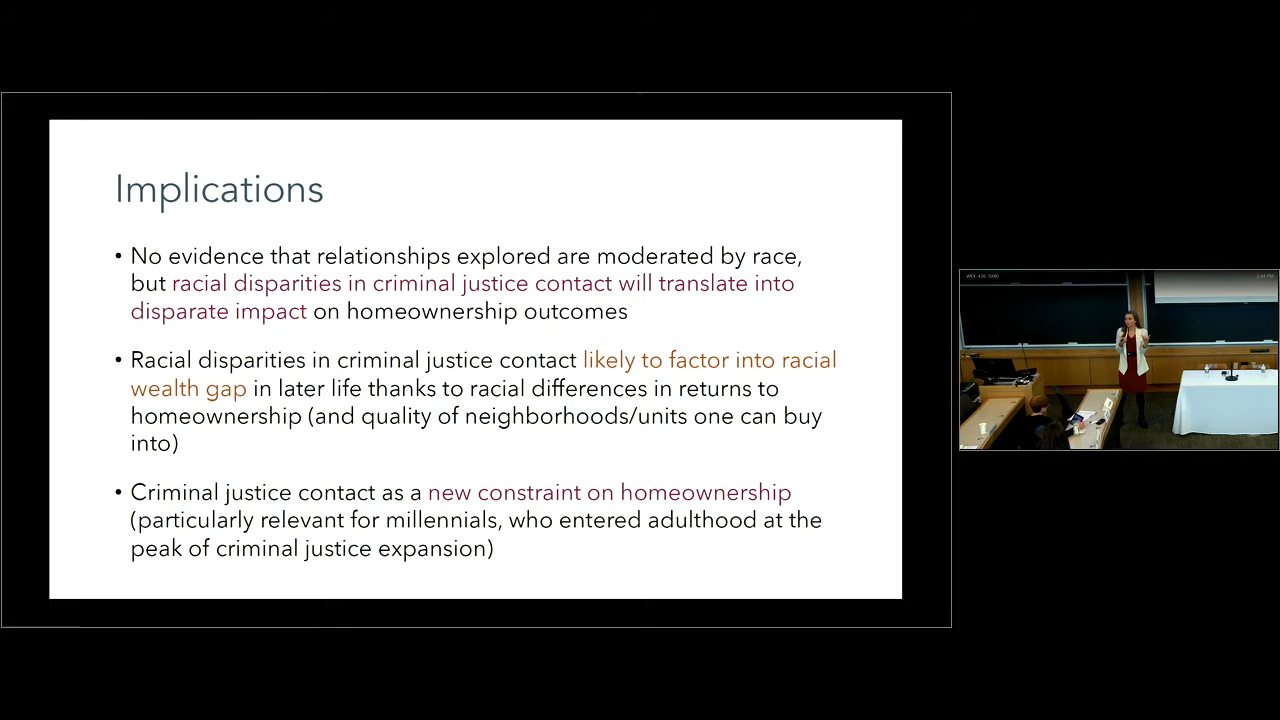 Implications
• No evidence that relationships explored are moderated by race,
but racial disparities in criminal justice contact will translate into
disparate impact on homeownership outcomes
• Racial disparities in criminal justice contact likely to factor into racial
wealth gap in later life thanks to racial differences in returns to
homeownership (and quality of neighborhoods/units one can buy
into)
• Criminal justice contact as a new constraint on homeownership
(particularly relevant for millennials, who entered adulthood at the
peak of criminal justice expansion)